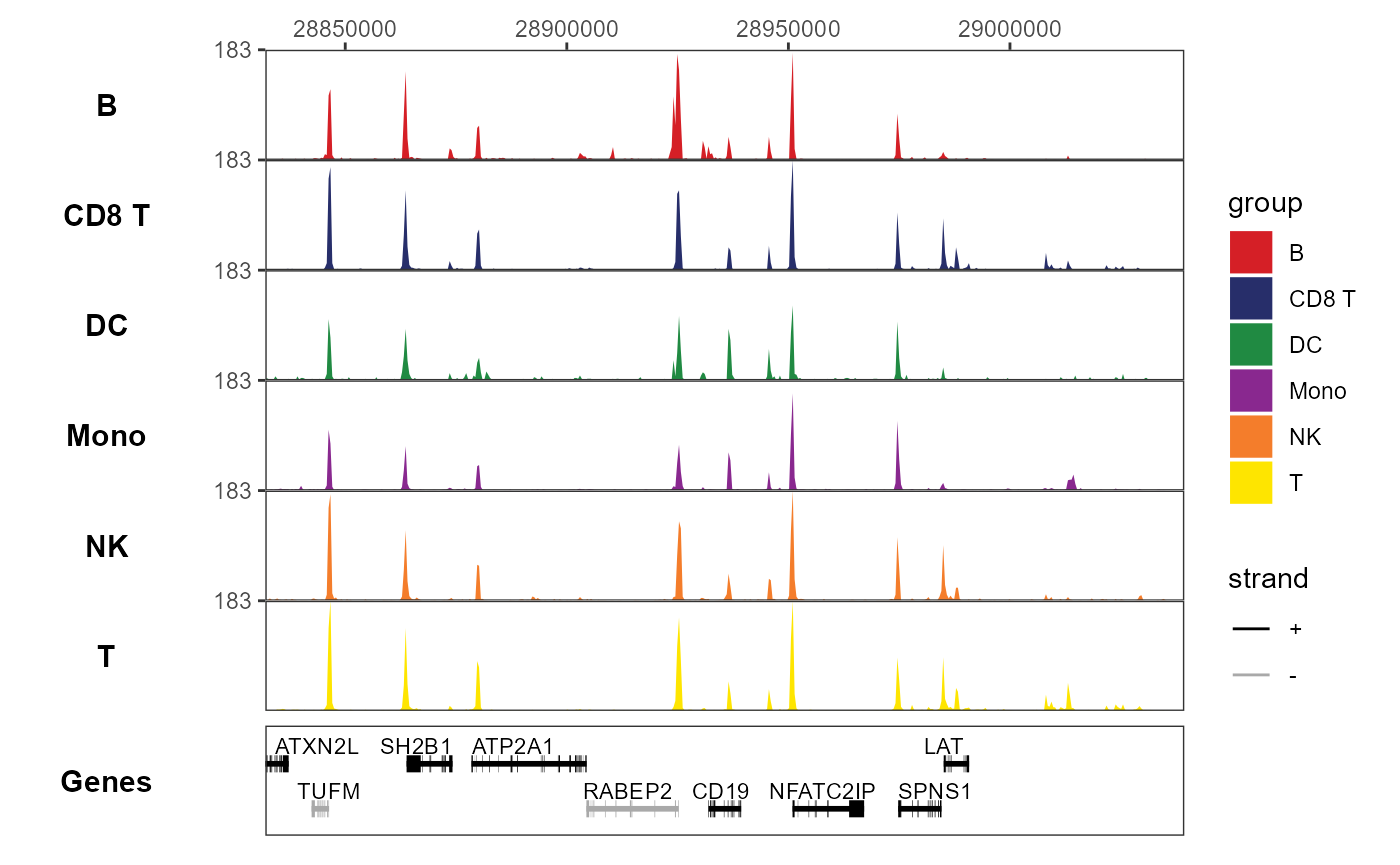 28850000 28900000 28950000 29000000
183
B
183
CD8 T
183
DC
183
Mono
183
NK
183
T
group
B
CD8 T
DC
Mono
NK
T
strand
+
-
Genes
ATXN2L SH2B1 ATP2A1 LAT
TUFM RABEP2 CD19 NFATC2IP SPNS1